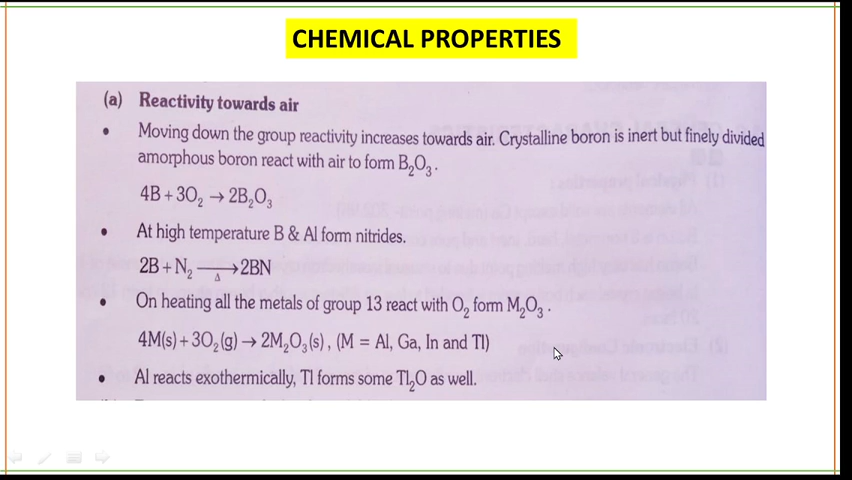 CHEMICAL PROPERTIES
(a) Reactivity towards air
• Moving down the group reactivity increases towards air. Crystalline boron is inert but finely divided
amorphous boron react with air to form B₂O₃.
4B + 3O₂ → 2B₂O₃
• At high temperature B & Al form nitrides.
2B + N₂ —Δ→ 2BN
• On heating all the metals of group 13 react with O₂ form M₂O₃.
4M(s) + 3O₂(g) → 2M₂O₃(s), (M = Al, Ga, In and Tl)
• Al reacts exothermically, Tl forms some Tl₂O as well.